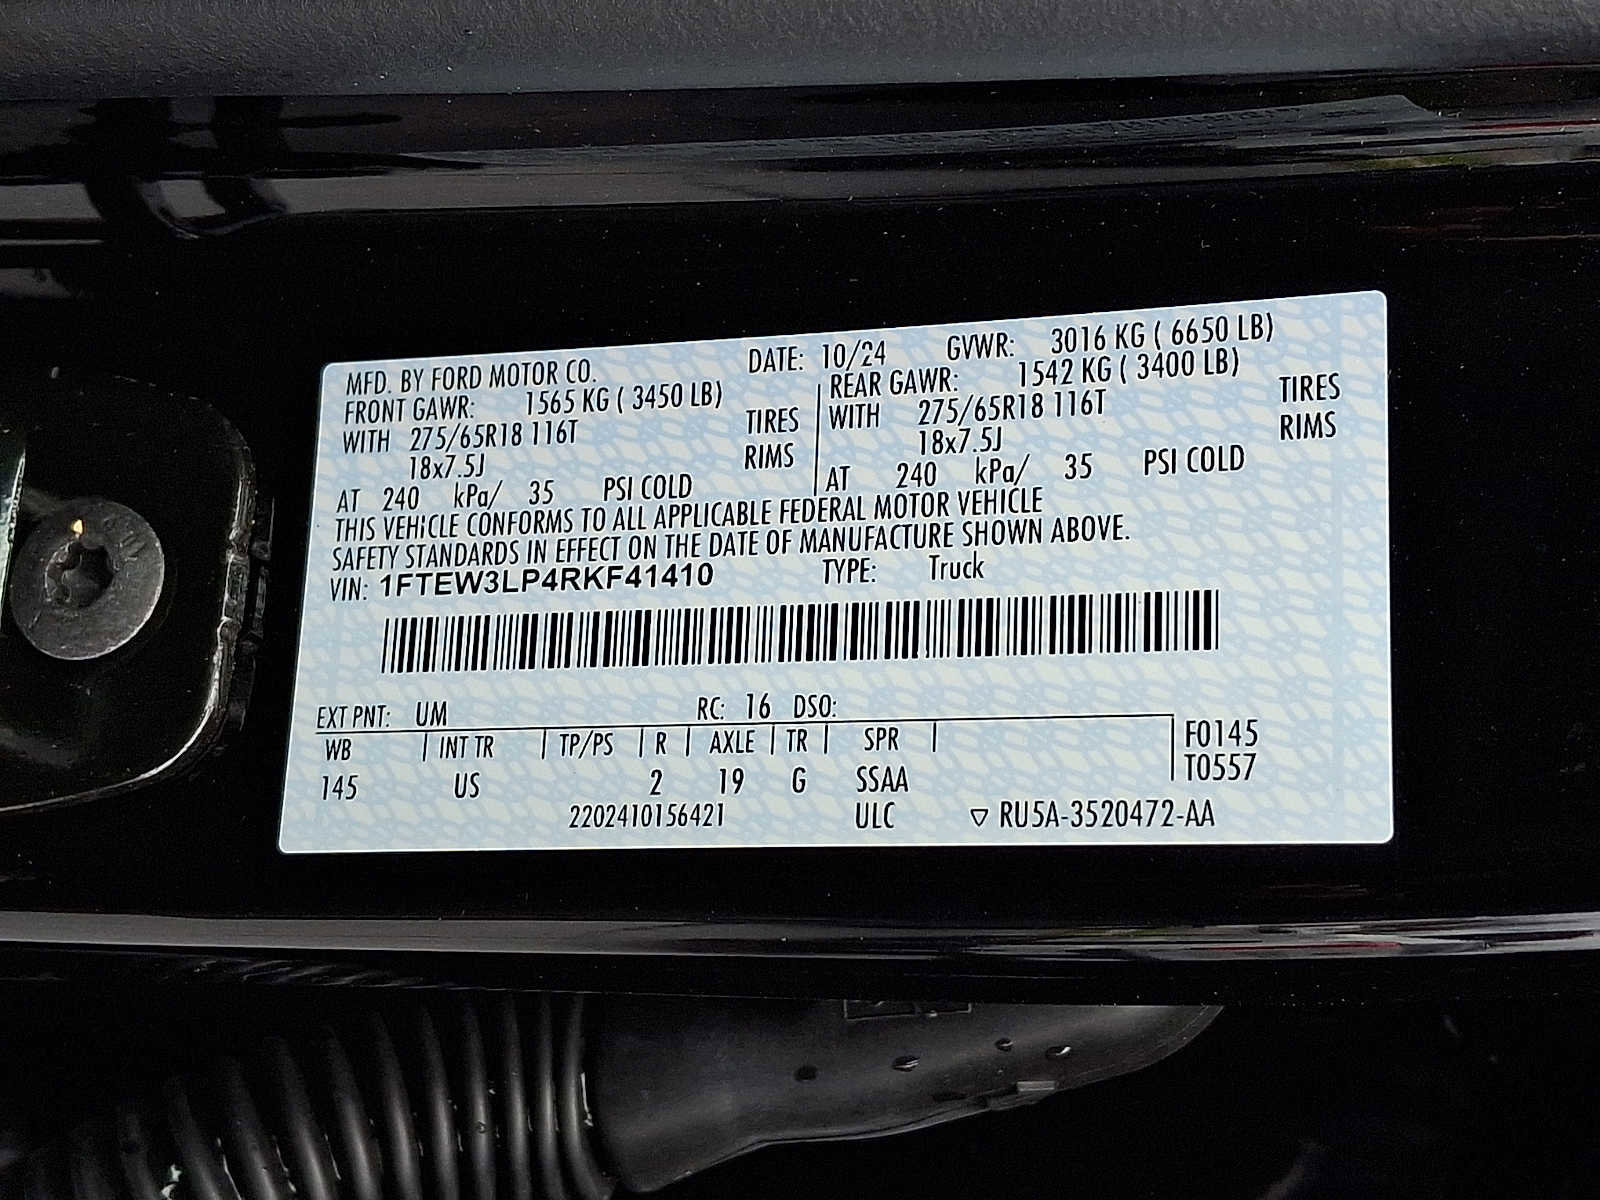 MFD. BY FORD MOTOR CO. DATE: 10/24 GVWR: 3016 KG ( 6650 LB)
FRONT GAWR: 1565 KG ( 3450 LB) REAR GAWR: 1542 KG ( 3400 LB)
WITH 275/65R18 116T TIRES WITH 275/65R18 116T TIRES
18x7.5J RIMS 18x7.5J RIMS
AT 240 kPa/ 35 PSI COLD AT 240 kPa/ 35 PSI COLD
THIS VEHICLE CONFORMS TO ALL APPLICABLE FEDERAL MOTOR VEHICLE
SAFETY STANDARDS IN EFFECT ON THE DATE OF MANUFACTURE SHOWN ABOVE.
VIN: 1FTEW3LP4RKF41410 TYPE: Truck
EXT PNT: UM RC: 16 DSO:
WB | INT TR | TP/PS | R | AXLE | TR | SPR | F0145
145 US 2 19 G SSAA T0557
2202410156421 ULC ▽ RU5A-3520472-AA